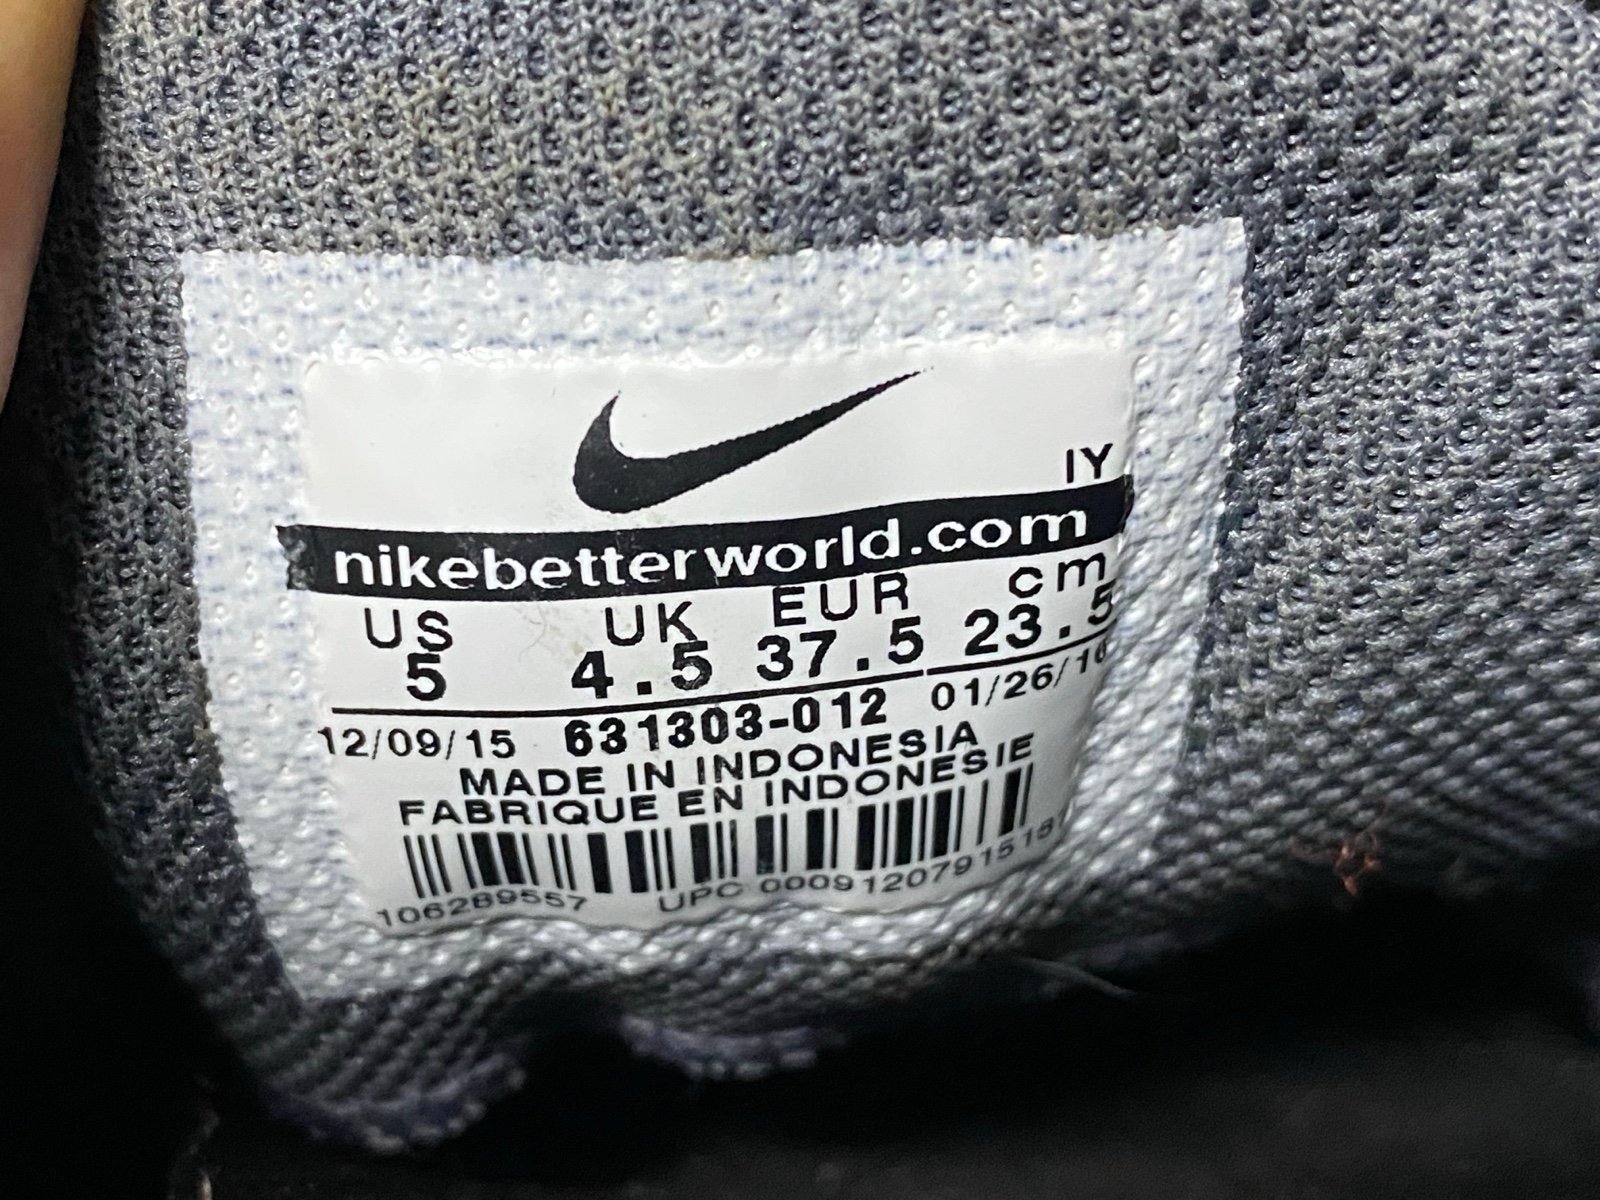 IY
nikebetterworld.com
US UK EUR cm
5 4.5 37.5 23.5
12/09/15 631303-012 01/26/16
MADE IN INDONESIA
FABRIQUE EN INDONESIE
106289557 UPC